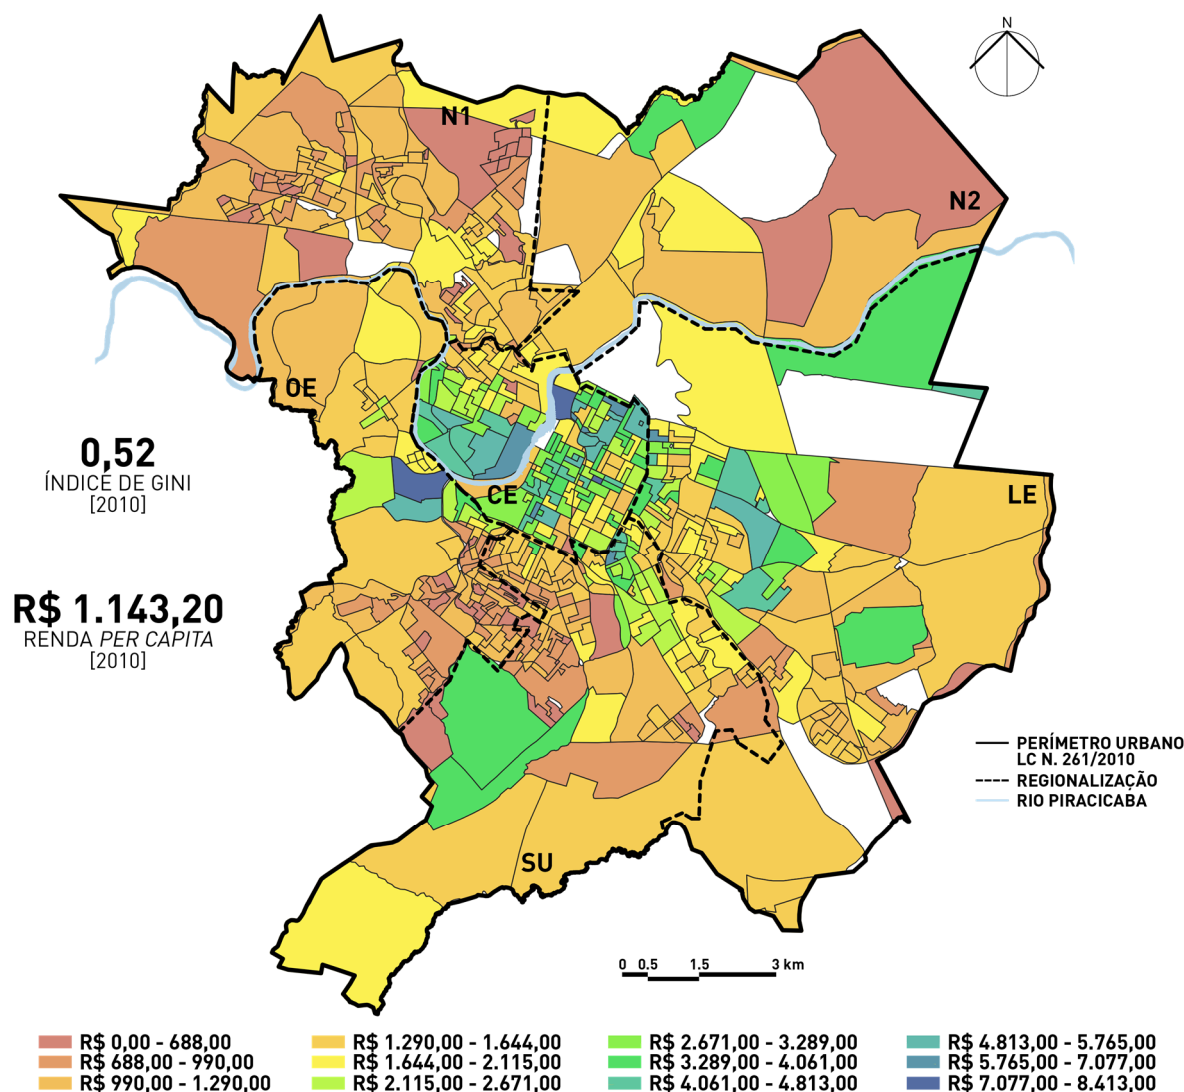 N
N1
N2
OE
0,52
ÍNDICE DE GINI
[2010]
CE
LE
R$ 1.143,20
RENDA PER CAPITA
[2010]
PERÍMETRO URBANO
LC N. 261/2010
REGIONALIZAÇÃO
RIO PIRACICABA
SU
0 0.5 1.5 3 km
R$ 0,00 - 688,00
R$ 688,00 - 990,00
R$ 990,00 - 1.290,00
R$ 1.290,00 - 1.644,00
R$ 1.644,00 - 2.115,00
R$ 2.115,00 - 2.671,00
R$ 2.671,00 - 3.289,00
R$ 3.289,00 - 4.061,00
R$ 4.061,00 - 4.813,00
R$ 4.813,00 - 5.765,00
R$ 5.765,00 - 7.077,00
R$ 7.077,00 - 8.417,00